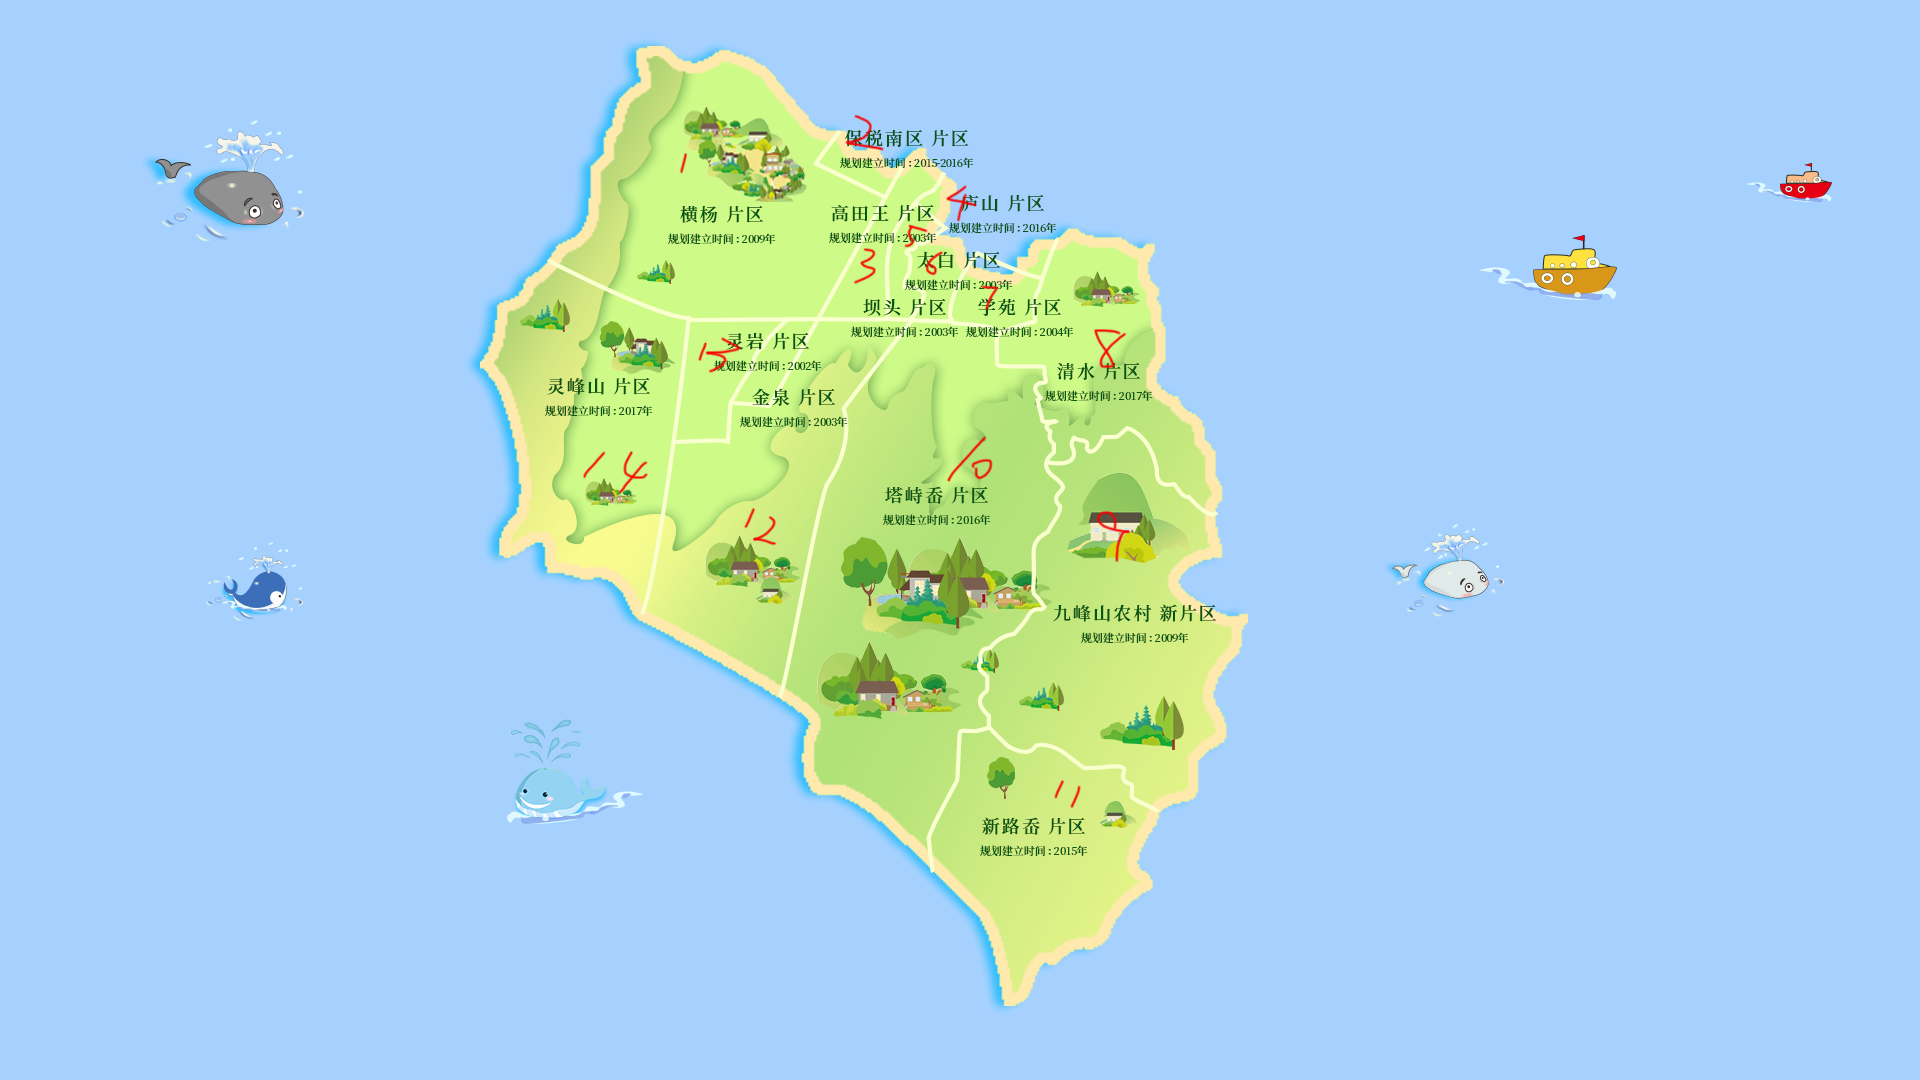 2
保税南区 片区
规划建立时间 : 2015-2016年
1
横杨 片区
规划建立时间 : 2009年
高田王 片区
规划建立时间 : 2003年
3
4
庐山 片区
规划建立时间 : 2016年
5
6
太白 片区
规划建立时间 : 2003年
坝头 片区
规划建立时间 : 2003年
7
学苑 片区
规划建立时间 : 2004年
8
清水 片区
规划建立时间 : 2017年
13
灵岩 片区
规划建立时间 : 2002年
灵峰山 片区
规划建立时间 : 2017年
金泉 片区
规划建立时间 : 2003年
14
10
塔峙岙 片区
规划建立时间 : 2016年
12
9
九峰山农村 新片区
规划建立时间 : 2009年
11
新路岙 片区
规划建立时间 : 2015年